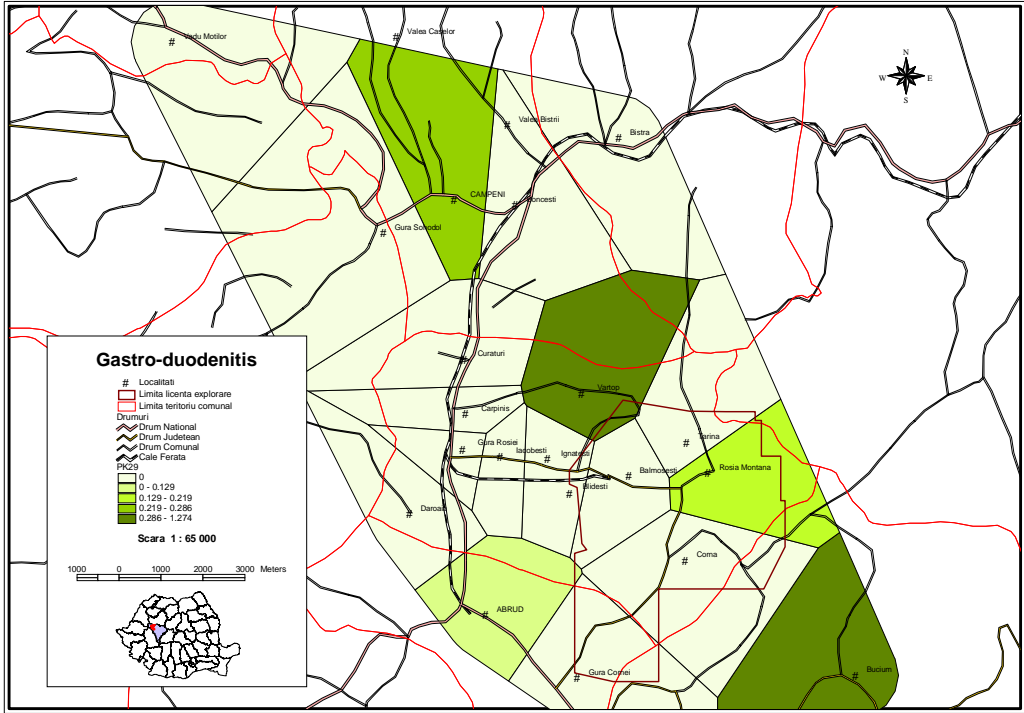 Vadu Motilor
Valea Caselor
N
W E
S
Valea Bistrii
Bistra
CAMPENI
Boncesti
Gura Sohodol
Gastro-duodenitis
# Localitati
Limita licenta explorare
Limita teritoriu comunal
Drumuri
Drum National
Drum Judetean
Drum Comunal
Cale Ferata
PK29
0
0 - 0.129
0.129 - 0.219
0.219 - 0.286
0.286 - 1.274
Scara 1 : 65 000
1000 0 1000 2000 3000 Meters
Curaturi
Vartop
Carpinis
Gura Rosiei
Iacobesti
Ignatesti
Tarina
Balmosesti
Rosia Montana
Blidesti
Daroaia
Corna
ABRUD
Gura Cornei
Bucium